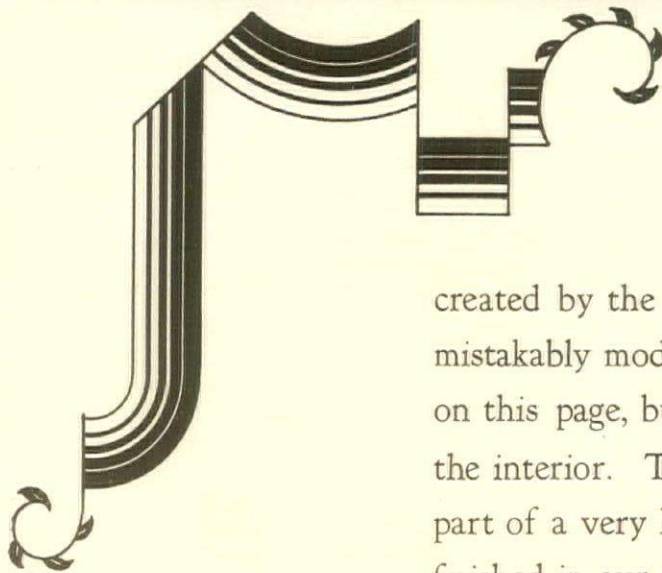 created by the
mistakably mod
on this page, bu
the interior. T
part of a very